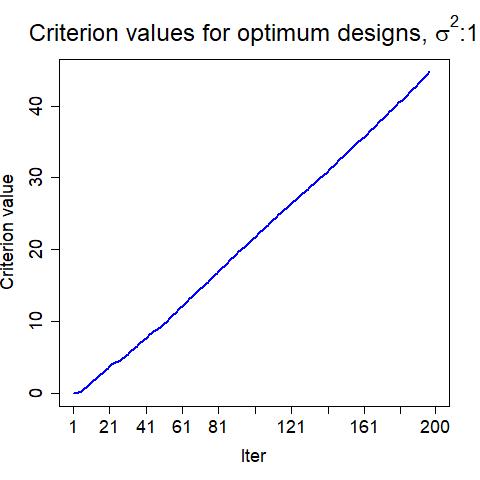 Criterion values for optimum designs, σ²:1
Criterion value
40
30
20
10
0
1 21 41 61 81 121 161 200
Iter